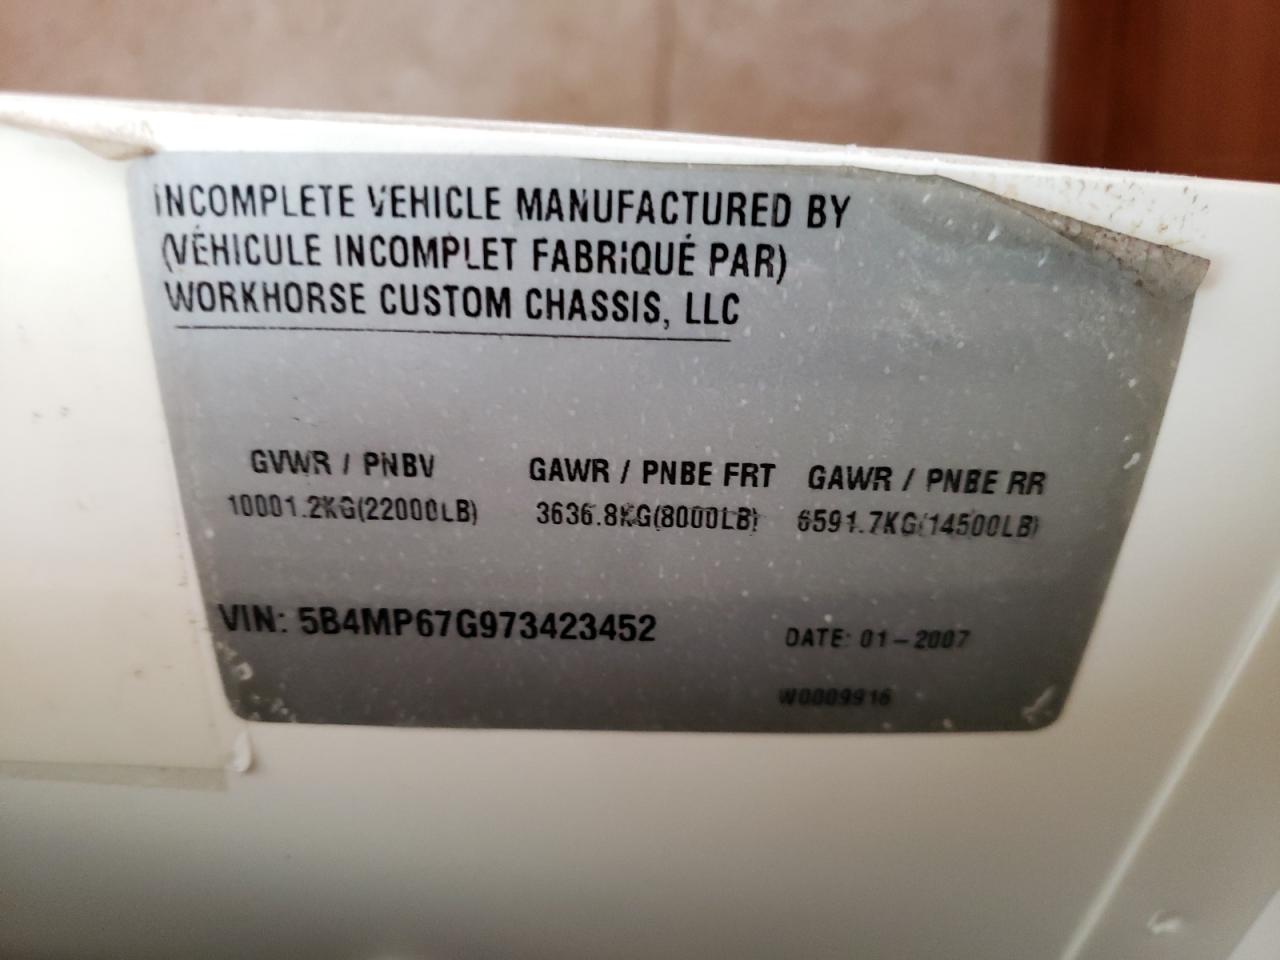 INCOMPLETE VEHICLE MANUFACTURED BY
(VÉHICULE INCOMPLET FABRIQUÉ PAR)
WORKHORSE CUSTOM CHASSIS, LLC
GVWR / PNBV GAWR / PNBE FRT GAWR / PNBE RR
10001.2KG(22000LB) 3636.8KG(8000LB) 6591.7KG(14500LB)
VIN: 5B4MP67G973423452 DATE: 01-2007
W0009916